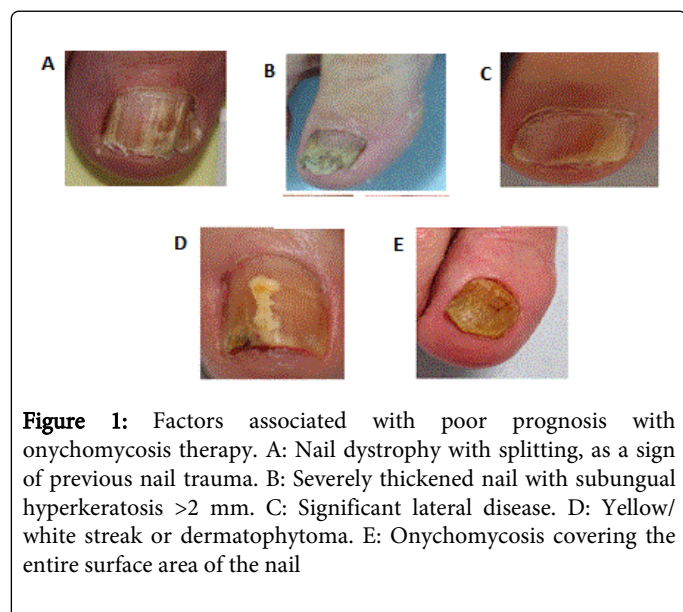 A
B
C
D
E
Figure 1: Factors associated with poor prognosis with
onychomycosis therapy. A: Nail dystrophy with splitting, as a sign
of previous nail trauma. B: Severely thickened nail with subungual
hyperkeratosis >2 mm. C: Significant lateral disease. D: Yellow/
white streak or dermatophytoma. E: Onychomycosis covering the
entire surface area of the nail